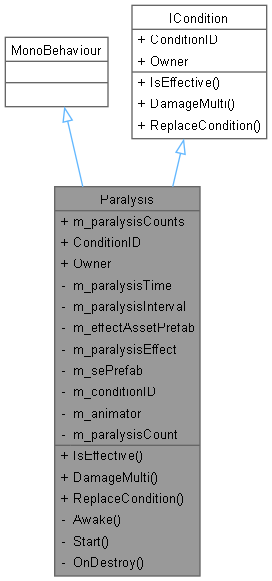 ICondition
+ ConditionID
+ Owner
+ IsEffective()
+ DamageMulti()
+ ReplaceCondition()
MonoBehaviour
Paralysis
+ m_paralysisCounts
+ ConditionID
+ Owner
- m_paralysisTime
- m_paralysisInterval
- m_effectAssetPrefab
- m_paralysisEffect
- m_sePrefab
- m_conditionID
- m_animator
- m_paralysisCount
+ IsEffective()
+ DamageMulti()
+ ReplaceCondition()
- Awake()
- Start()
- OnDestroy()